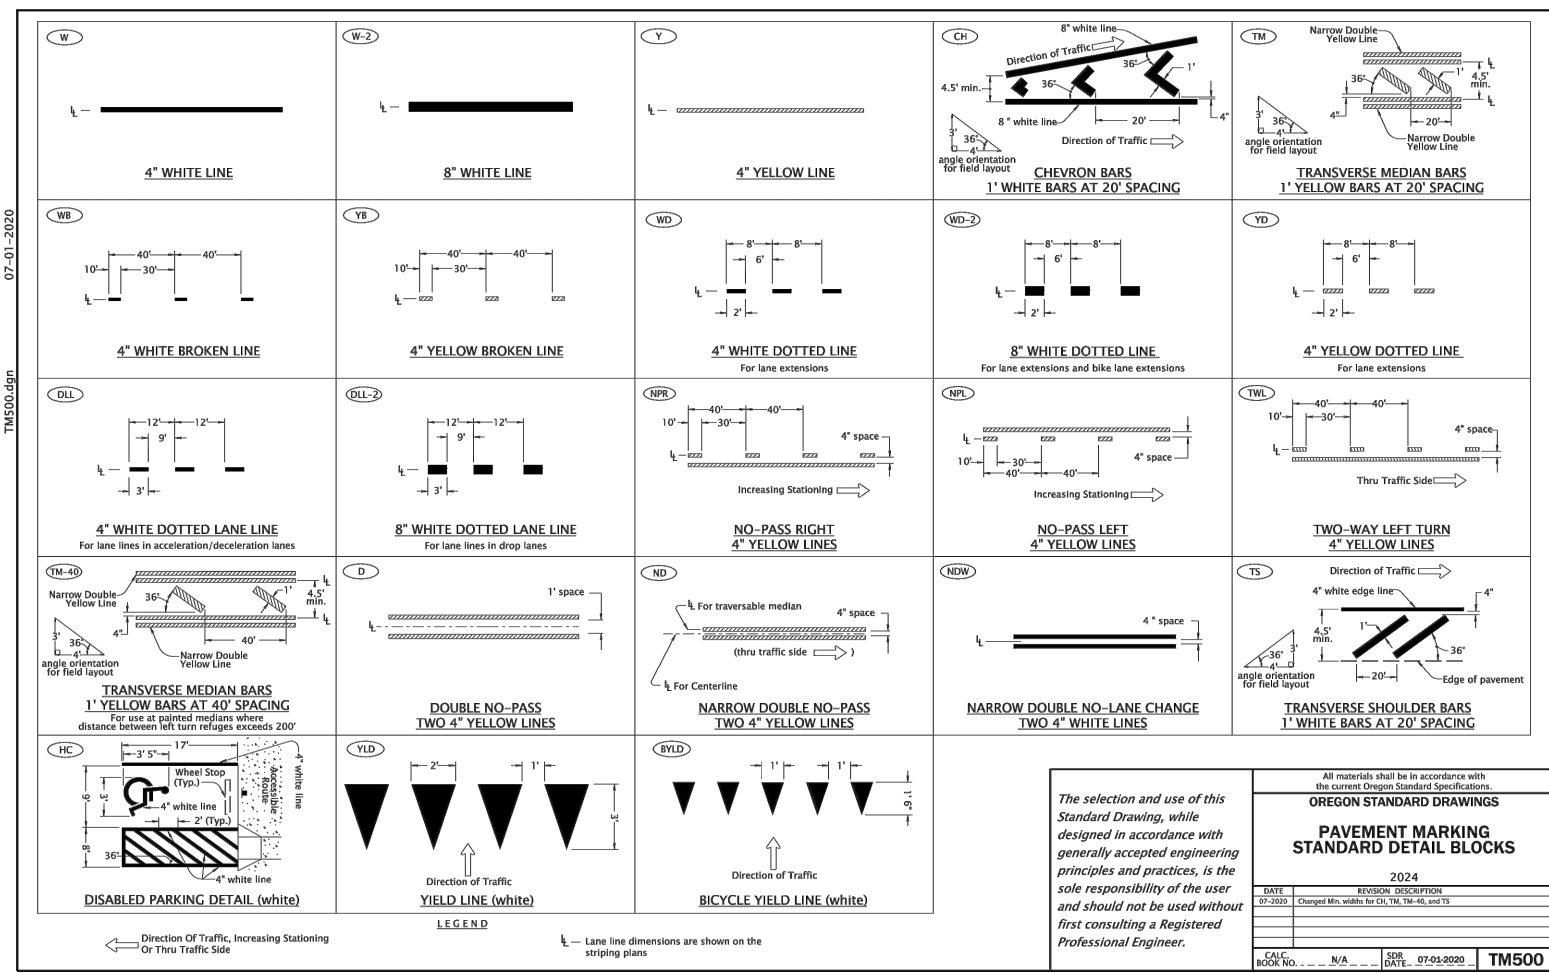 TM500.dgn 07-01-2020
W
℄
4" WHITE LINE
W-2
℄
8" WHITE LINE
Y
℄
4" YELLOW LINE
CH
8" white line
Direction of Traffic
36°
1'
4.5' min.
36°
8 " white line
20'
4"
3'
36°
4'
angle orientation
for field layout
Direction of Traffic
CHEVRON BARS
1' WHITE BARS AT 20' SPACING
TM
Narrow Double
Yellow Line
℄
36°
1'
4.5'
min.
℄
4"
20'
3'
36°
4'
angle orientation
for field layout
Narrow Double
Yellow Line
TRANSVERSE MEDIAN BARS
1' YELLOW BARS AT 20' SPACING
WB
40' 40'
10' 30'
℄
4" WHITE BROKEN LINE
YB
40' 40'
10' 30'
℄
4" YELLOW BROKEN LINE
WD
8' 8'
6'
℄
2'
4" WHITE DOTTED LINE
For lane extensions
WD-2
8' 8'
6'
℄
2'
8" WHITE DOTTED LINE
For lane extensions and bike lane extensions
YD
8' 8'
6'
℄
2'
4" YELLOW DOTTED LINE
For lane extensions
DLL
12' 12'
9'
℄
3'
4" WHITE DOTTED LANE LINE
For lane lines in acceleration/deceleration lanes
DLL-2
12' 12'
9'
℄
3'
8" WHITE DOTTED LANE LINE
For lane lines in drop lanes
NPR
40' 40'
10' 30'
4" space
℄
Increasing Stationing
NO-PASS RIGHT
4" YELLOW LINES
NPL
℄
10' 30'
4" space
40' 40'
Increasing Stationing
NO-PASS LEFT
4" YELLOW LINES
TWL
40' 40'
10' 30'
4" space
℄
Thru Traffic Side
TWO-WAY LEFT TURN
4" YELLOW LINES
TM-40
℄
Narrow Double
Yellow Line
36°
1'
4.5'
min.
℄
4"
40'
3'
36°
4'
angle orientation
for field layout
Narrow Double
Yellow Line
TRANSVERSE MEDIAN BARS
1' YELLOW BARS AT 40' SPACING
For use at painted medians where
distance between left turn refuges exceeds 200'
D
1' space
℄
DOUBLE NO-PASS
TWO 4" YELLOW LINES
ND
℄ For traversable median
4" space
(thru traffic side )
℄ For Centerline
NARROW DOUBLE NO-PASS
TWO 4" YELLOW LINES
NDW
4 " space
℄
NARROW DOUBLE NO-LANE CHANGE
TWO 4" WHITE LINES
TS
Direction of Traffic
4" white edge line
4"
4.5'
min.
1'
36°
36°
3'
4'
angle orientation
for field layout
20'
Edge of pavement
TRANSVERSE SHOULDER BARS
1' WHITE BARS AT 20' SPACING
HC
17'
3' 5"
Wheel Stop
(Typ.)
Accessible
Route
4" white line
9'
3'
4" white line
2' (Typ.)
8'
36°
4" white line
DISABLED PARKING DETAIL (white)
YLD
2' 1'
3'
Direction of Traffic
YIELD LINE (white)
BYLD
1' 1'
1' 6"
Direction of Traffic
BICYCLE YIELD LINE (white)
LEGEND
Direction Of Traffic, Increasing Stationing
Or Thru Traffic Side
℄ Lane line dimensions are shown on the
striping plans
The selection and use of this
Standard Drawing, while
designed in accordance with
generally accepted engineering
principles and practices, is the
sole responsibility of the user
and should not be used without
first consulting a Registered
Professional Engineer.
All materials shall be in accordance with
the current Oregon Standard Specifications.
OREGON STANDARD DRAWINGS
PAVEMENT MARKING
STANDARD DETAIL BLOCKS
2024
DATE REVISION DESCRIPTION
07-2020 Changed Min. widths for CH, TM, TM-40, and TS
CALC.
BOOK NO. N/A
SDR
DATE 07-01-2020
TM500